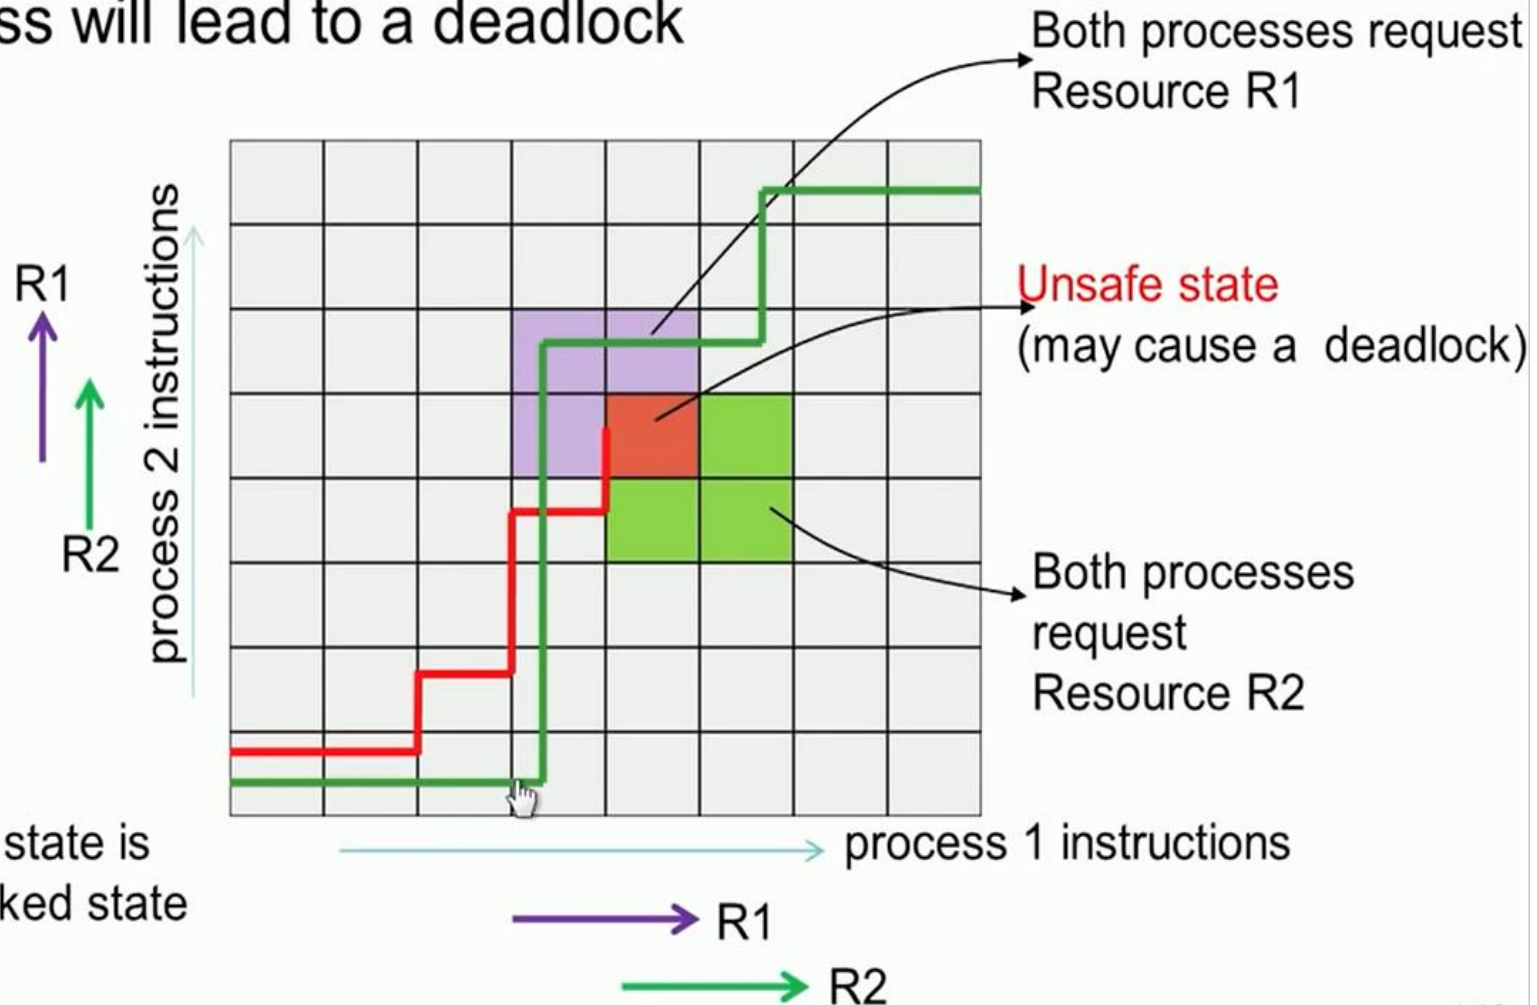 ss will lead to a deadlock
Both processes request
Resource R1
Unsafe state
(may cause a deadlock)
Both processes
request
Resource R2
R1
R2
process 2 instructions
state is
ked state
process 1 instructions
R1
R2